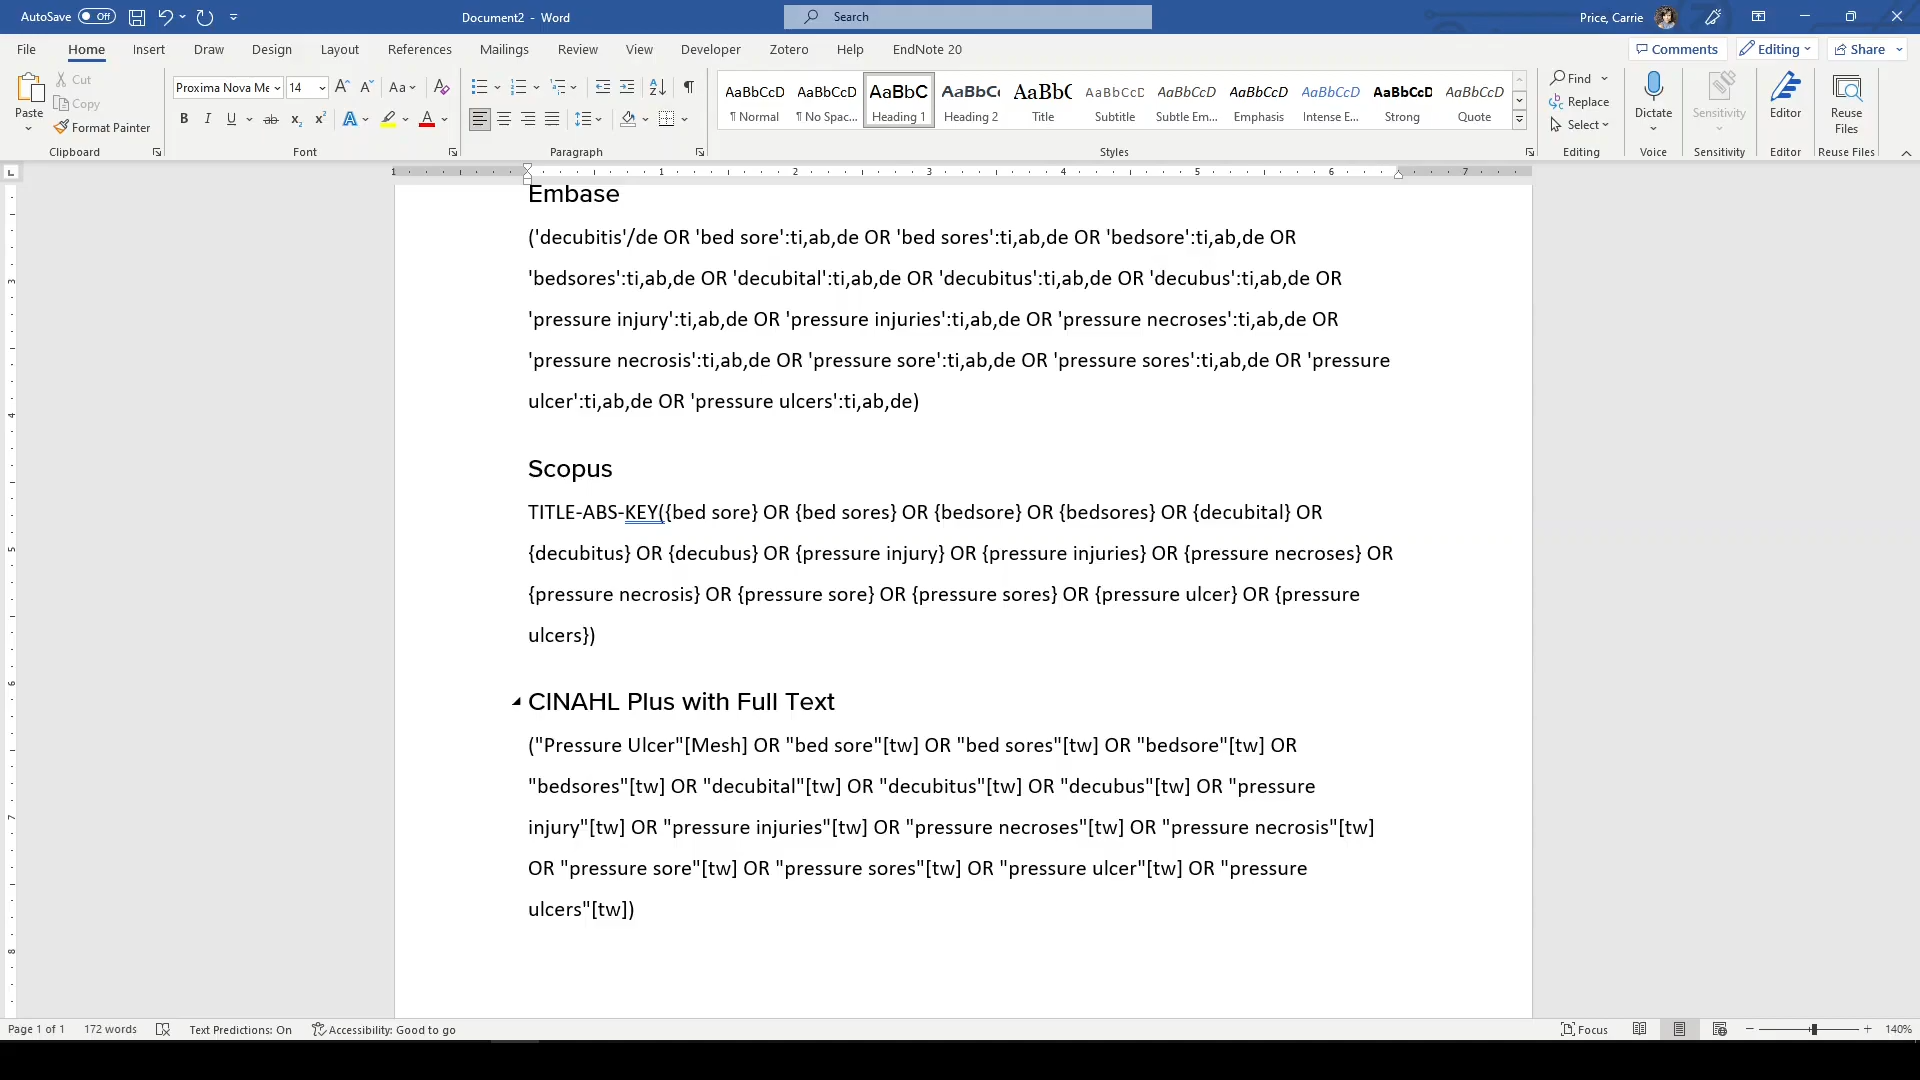 AutoSave Off Document2 - Word Search Price, Carrie
File Home Insert Draw Design Layout References Mailings Review View Developer Zotero Help EndNote 20 Comments Editing Share
Paste Cut Copy Format Painter
Proxima Nova Me 14
AaBbCcD AaBbCcD AaBbC AaBbC AaBbC AaBbCcD AaBbCcD AaBbCcD AaBbCcD AaBbCcD AaBbCcD
¶ Normal ¶ No Spac... Heading 1 Heading 2 Title Subtitle Subtle Em... Emphasis Intense E... Strong Quote
Find Replace Select
Dictate Sensitivity Editor Reuse Files
Clipboard Font Paragraph Styles Editing Voice Sensitivity Editor Reuse Files
1 1 2 3 4 5 6 7
Embase
('decubitis'/de OR 'bed sore':ti,ab,de OR 'bed sores':ti,ab,de OR 'bedsore':ti,ab,de OR
'bedsores':ti,ab,de OR 'decubital':ti,ab,de OR 'decubitus':ti,ab,de OR 'decubus':ti,ab,de OR
'pressure injury':ti,ab,de OR 'pressure injuries':ti,ab,de OR 'pressure necroses':ti,ab,de OR
'pressure necrosis':ti,ab,de OR 'pressure sore':ti,ab,de OR 'pressure sores':ti,ab,de OR 'pressure
ulcer':ti,ab,de OR 'pressure ulcers':ti,ab,de)
Scopus
TITLE-ABS-KEY({bed sore} OR {bed sores} OR {bedsore} OR {bedsores} OR {decubital} OR
{decubitus} OR {decubus} OR {pressure injury} OR {pressure injuries} OR {pressure necroses} OR
{pressure necrosis} OR {pressure sore} OR {pressure sores} OR {pressure ulcer} OR {pressure
ulcers})
CINAHL Plus with Full Text
("Pressure Ulcer"[Mesh] OR "bed sore"[tw] OR "bed sores"[tw] OR "bedsore"[tw] OR
"bedsores"[tw] OR "decubital"[tw] OR "decubitus"[tw] OR "decubus"[tw] OR "pressure
injury"[tw] OR "pressure injuries"[tw] OR "pressure necroses"[tw] OR "pressure necrosis"[tw]
OR "pressure sore"[tw] OR "pressure sores"[tw] OR "pressure ulcer"[tw] OR "pressure
ulcers"[tw])
Page 1 of 1 172 words Text Predictions: On Accessibility: Good to go Focus 140%